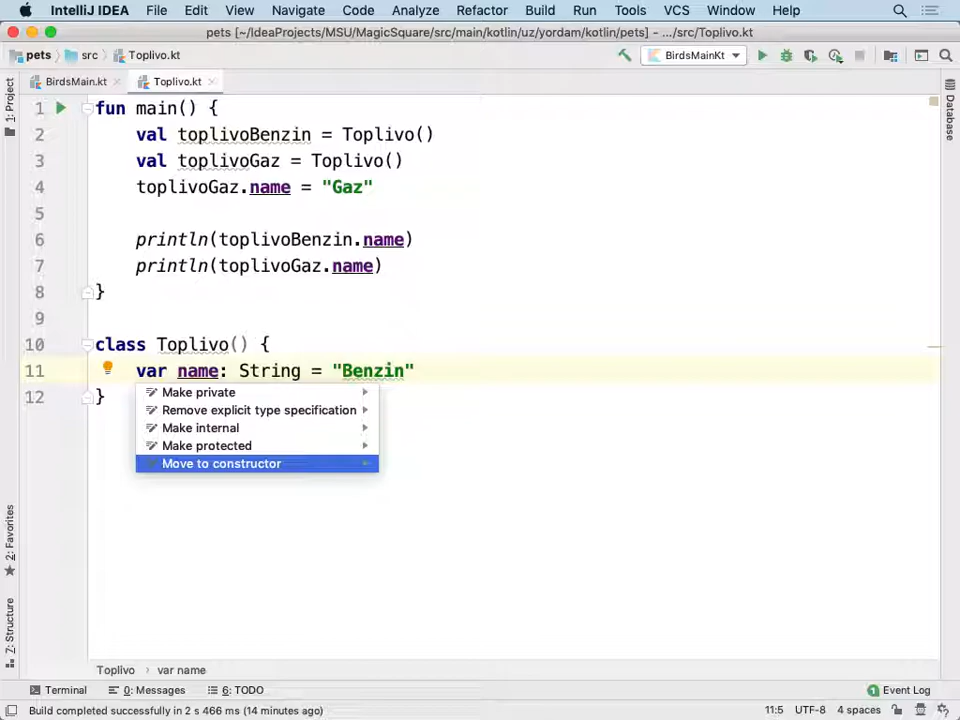 IntelliJ IDEA File Edit View Navigate Code Analyze Refactor Build Run Tools VCS Window Help
pets [~/IdeaProjects/MSU/MagicSquare/src/main/kotlin/uz/yordam/kotlin/pets] - .../src/Toplivo.kt
pets src Toplivo.kt BirdsMainKt
BirdsMain.kt Toplivo.kt
1: Project
Database
1 fun main() {
2 val toplivoBenzin = Toplivo()
3 val toplivoGaz = Toplivo()
4 toplivoGaz.name = "Gaz"
5
6 println(toplivoBenzin.name)
7 println(toplivoGaz.name)
8 }
9
10 class Toplivo() {
11 var name: String = "Benzin"
12 }
Make private
Remove explicit type specification
Make internal
Make protected
Move to constructor
2: Favorites
7: Structure
Toplivo › var name
Terminal 0: Messages 6: TODO 1 Event Log
Build completed successfully in 2 s 466 ms (14 minutes ago) 11:5 UTF-8 4 spaces